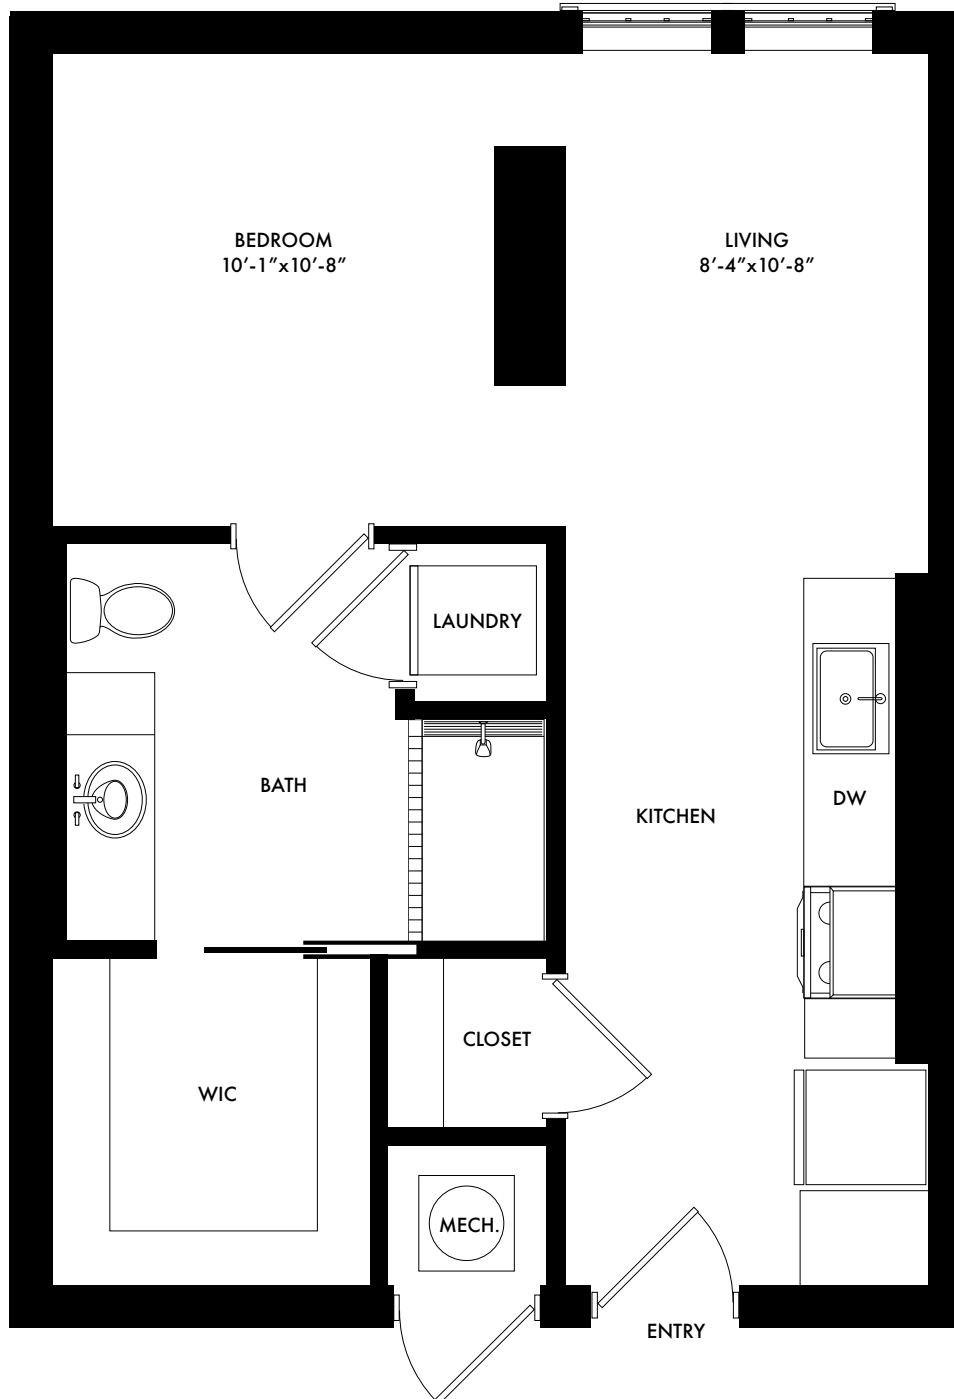 BEDROOM
10′-1″x10′-8″
LIVING
8′-4″x10′-8″
LAUNDRY
BATH
KITCHEN
DW
CLOSET
WIC
MECH.
ENTRY